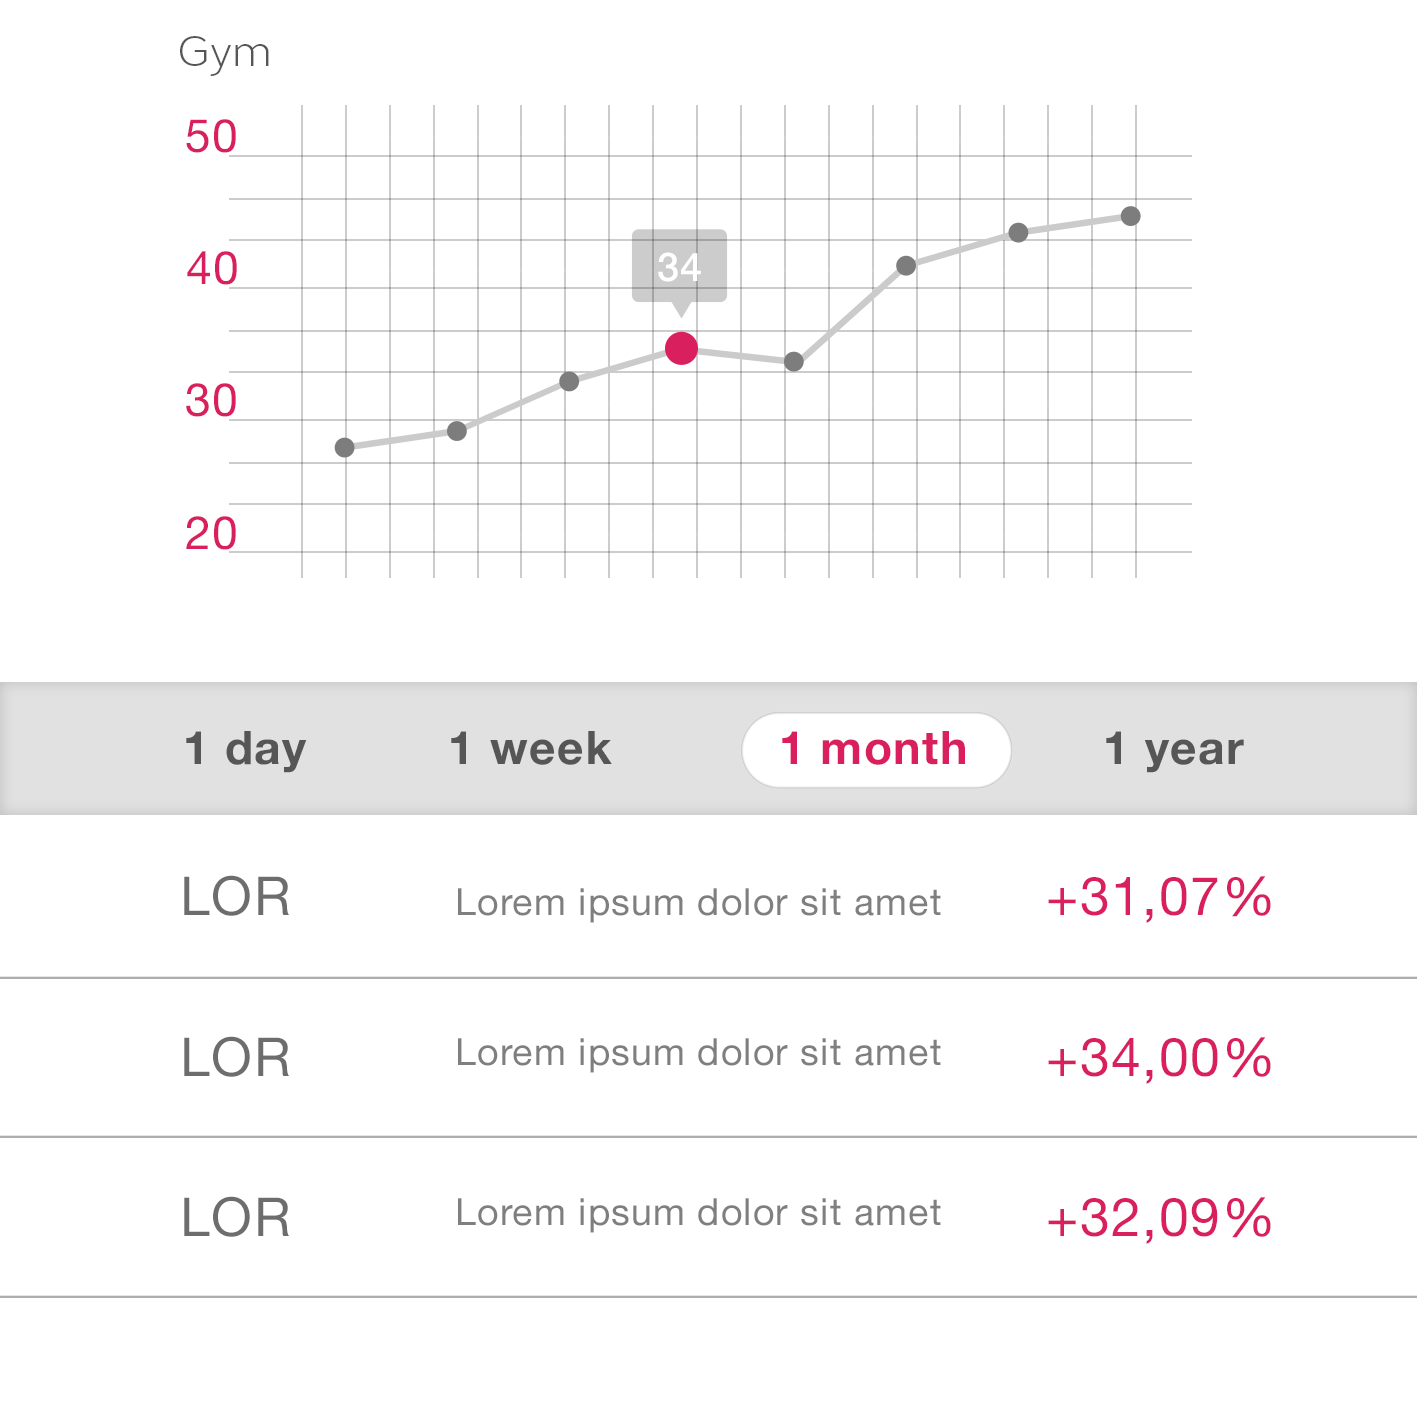 Gym
50
40
34
30
20
1 day 1 week 1 month 1 year
LOR Lorem ipsum dolor sit amet +31,07%
LOR Lorem ipsum dolor sit amet +34,00%
LOR Lorem ipsum dolor sit amet +32,09%